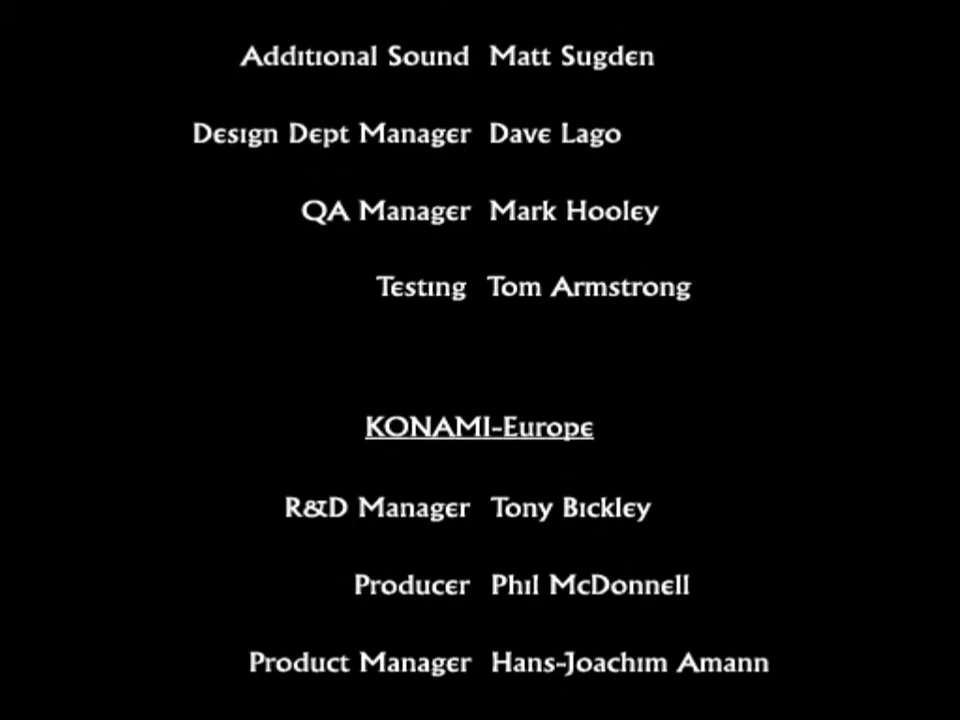 Additional Sound Matt Sugden
Design Dept Manager Dave Lago
QA Manager Mark Hooley
Testing Tom Armstrong
KONAMI-Europe
R&D Manager Tony Bickley
Producer Phil McDonnell
Product Manager Hans-Joachim Amann